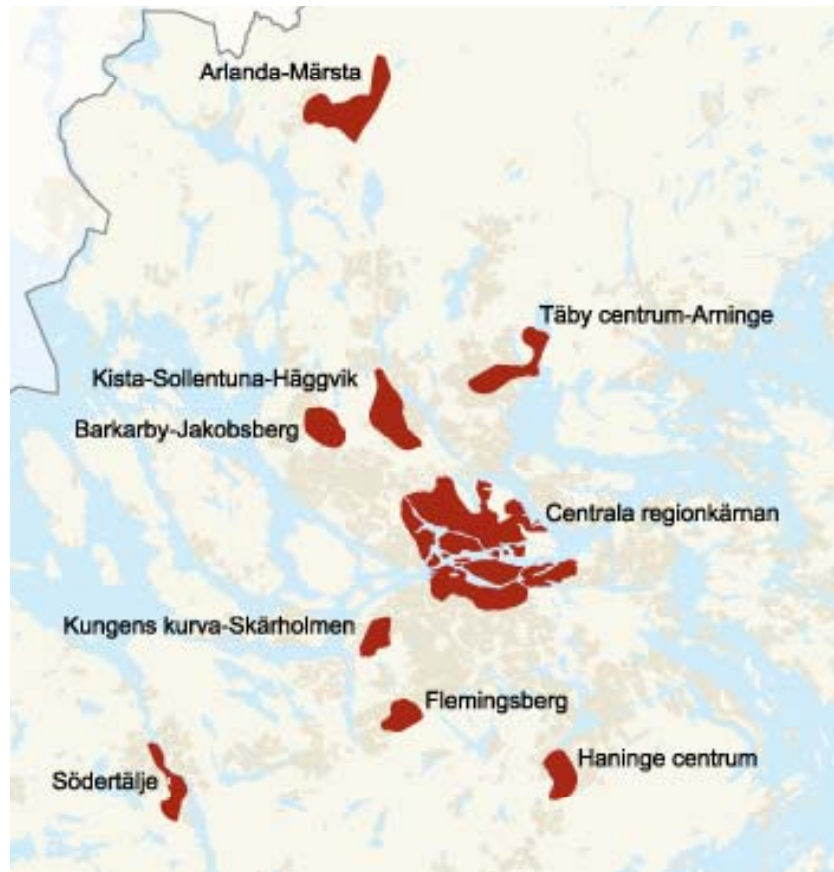 Arlanda-Märsta
Täby centrum-Arninge
Kista-Sollentuna-Häggvik
Barkarby-Jakobsberg
Centrala regionkärnan
Kungens kurva-Skärholmen
Flemingsberg
Haninge centrum
Södertälje